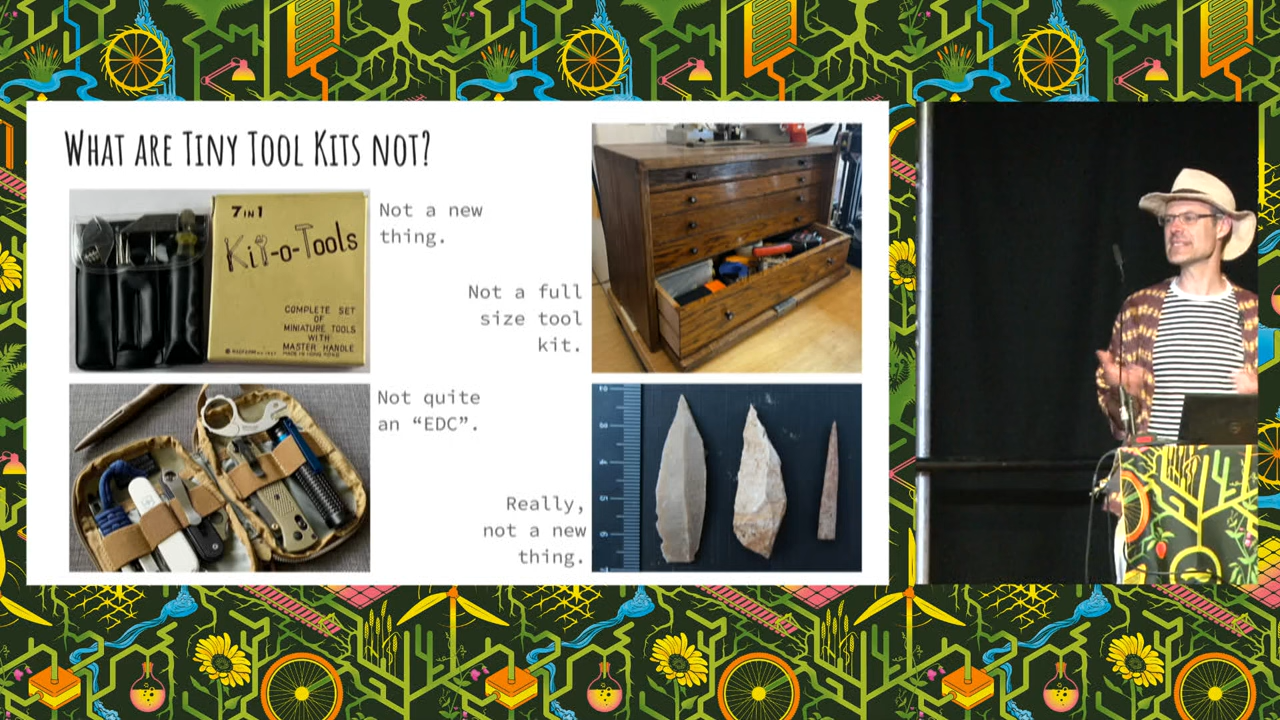 WHAT ARE TINY TOOL KITS NOT?
7 IN 1
Kit-o-Tools
COMPLETE SET
OF
MINIATURE TOOLS
WITH
MASTER HANDLE
Not a new
thing.
Not a full
size tool
kit.
Not quite
an “EDC”.
Really,
not a new
thing.